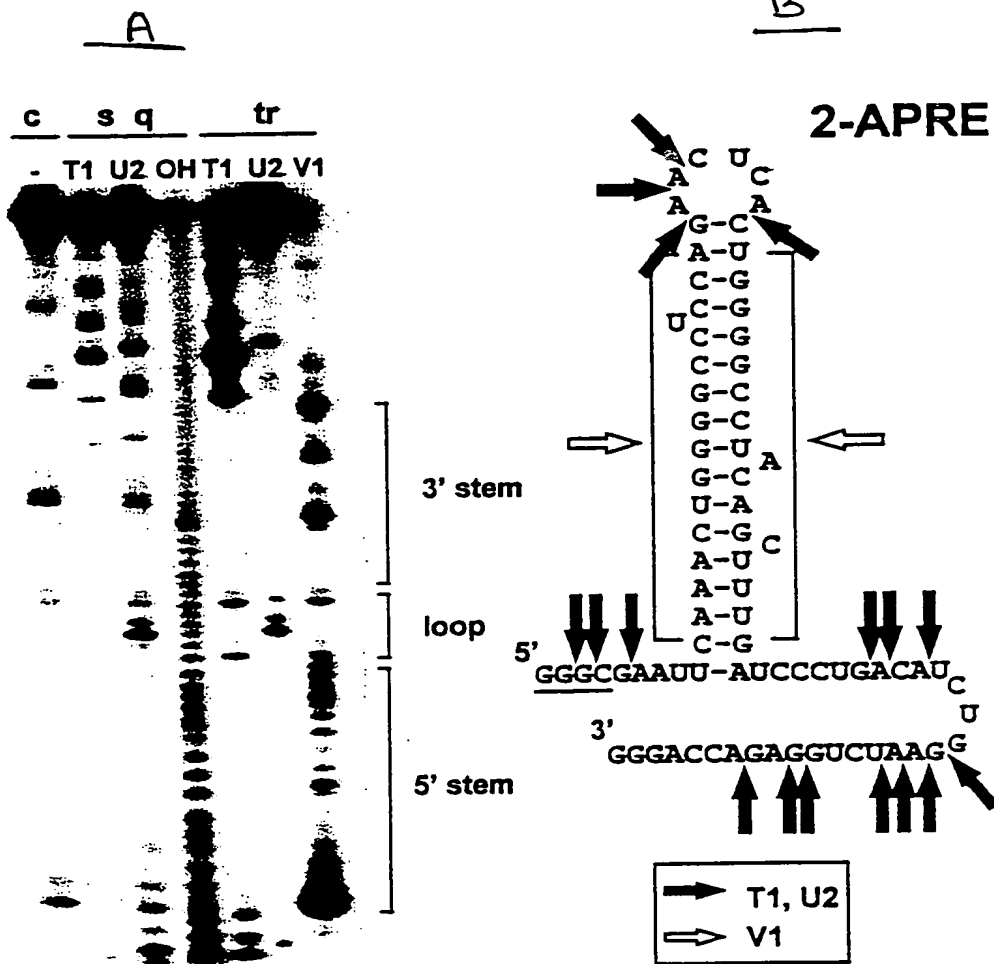 A
B
c
s q
tr
2-APRE
- T1 U2 OH T1 U2 V1
C U
A C
A A
G-C
A-U
C-G
C-G
U
C-G
C-G
G-C
G-C
G-U
A
G-C
U-A
C-G
C
A-U
A-U
A-U
C-G
5' GGGCGAAUU-AUCCCUGACAU
C
U
G
3' GGGACCAGAGGUCUAAG
3' stem
loop
5' stem
T1, U2
V1